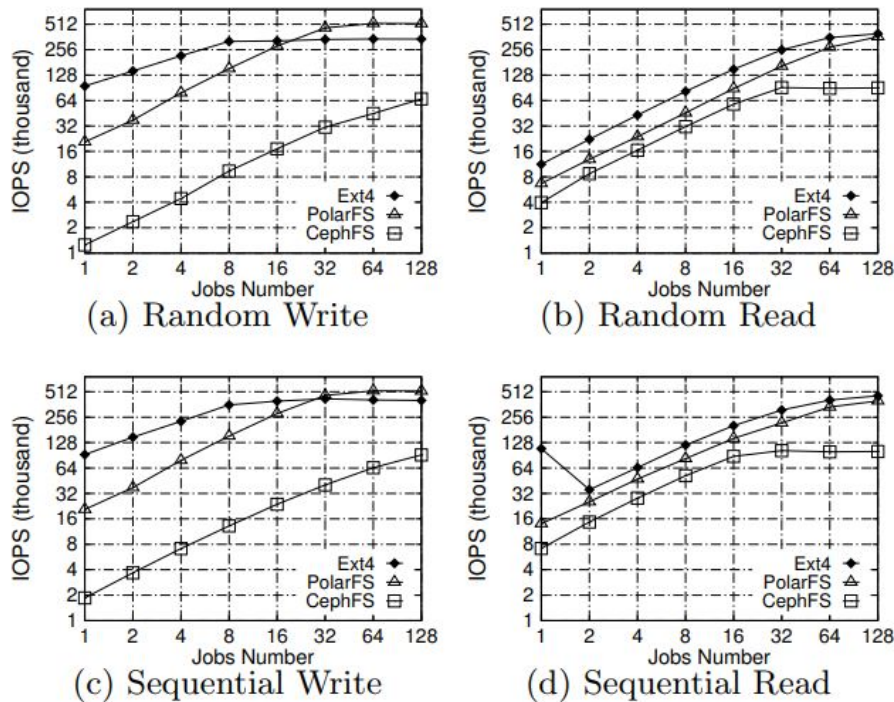 IOPS (thousand)
512
256
128
64
32
16
8
4
2
1
Ext4
PolarFS
CephFS
1 2 4 8 16 32 64 128
Jobs Number
(a) Random Write
IOPS (thousand)
512
256
128
64
32
16
8
4
2
1
Ext4
PolarFS
CephFS
1 2 4 8 16 32 64 128
Jobs Number
(b) Random Read
IOPS (thousand)
512
256
128
64
32
16
8
4
2
1
Ext4
PolarFS
CephFS
1 2 4 8 16 32 64 128
Jobs Number
(c) Sequential Write
IOPS (thousand)
512
256
128
64
32
16
8
4
2
1
Ext4
PolarFS
CephFS
1 2 4 8 16 32 64 128
Jobs Number
(d) Sequential Read